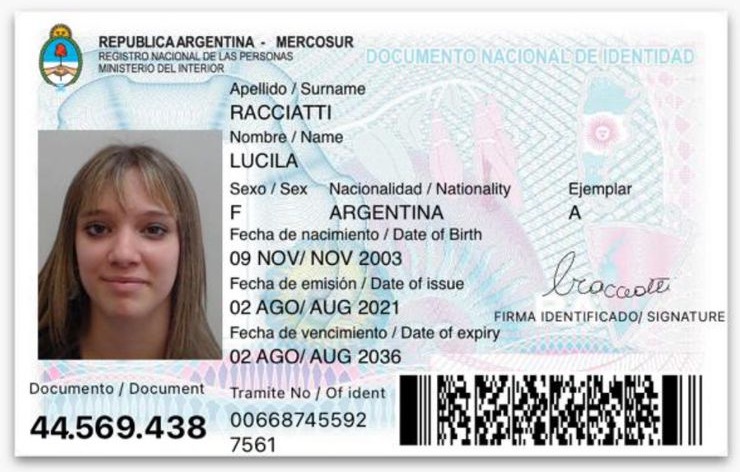 REPUBLICA ARGENTINA - MERCOSUR
REGISTRO NACIONAL DE LAS PERSONAS
MINISTERIO DEL INTERIOR
DOCUMENTO NACIONAL DE IDENTIDAD
Apellido / Surname
RACCIATTI
Nombre / Name
LUCILA
Sexo / Sex Nacionalidad / Nationality Ejemplar
F ARGENTINA A
Fecha de nacimiento / Date of Birth
09 NOV/ NOV 2003
Fecha de emisión / Date of issue
02 AGO/ AUG 2021
FIRMA IDENTIFICADO/ SIGNATURE
Fecha de vencimiento / Date of expiry
02 AGO/ AUG 2036
Documento / Document
44.569.438
Tramite No / Of ident
00668745592
7561